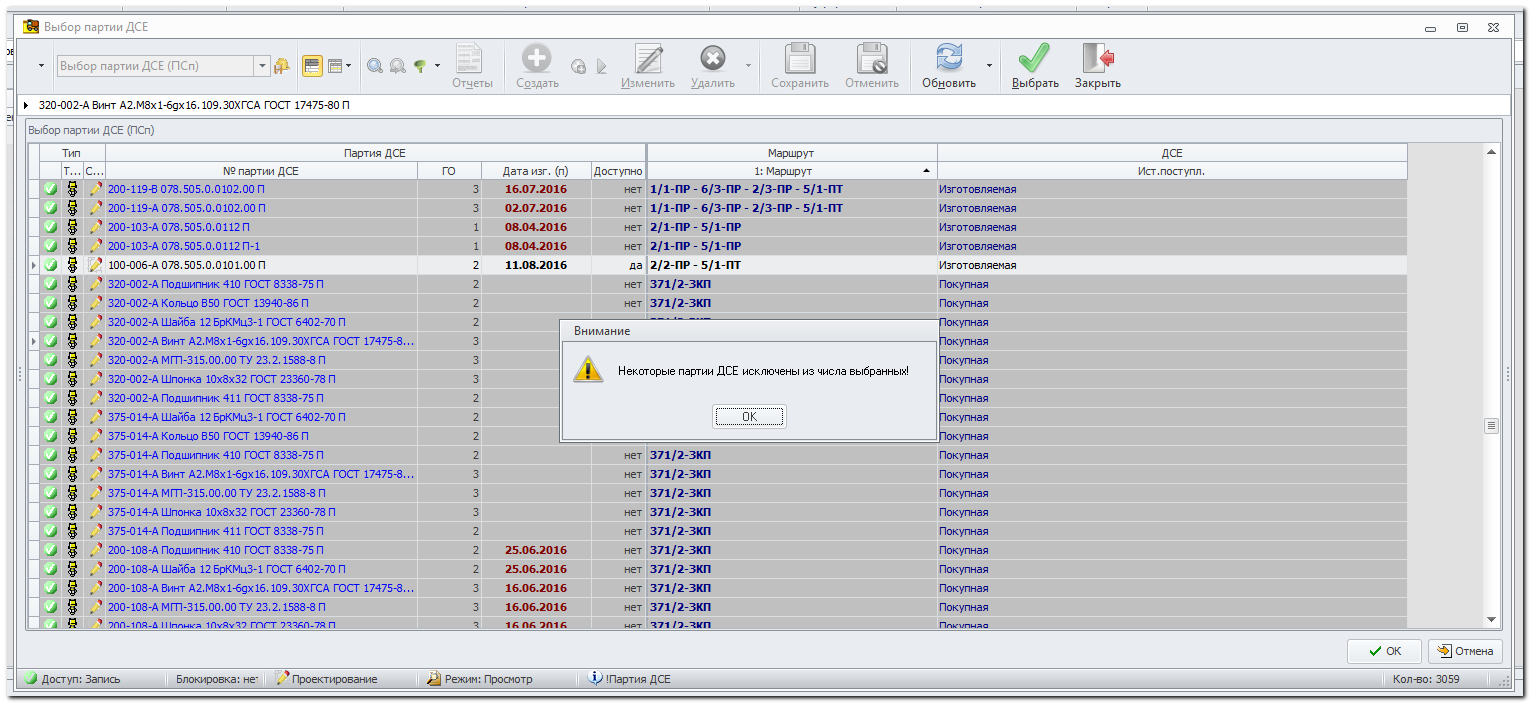 Выбор партии ДСЕ
Выбор партии ДСЕ (ПСп)
Отчеты Создать Изменить Удалить Сохранить Отменить Обновить Выбрать Закрыть
320-002-А Винт А2.М8х1-6gх16.109.30ХГСА ГОСТ 17475-80 П
Выбор партии ДСЕ (ПСп)
Тип Партия ДСЕ Маршрут ДСЕ
Т... С... № партии ДСЕ ГО Дата изг. (п) Доступно 1: Маршрут Ист.поступл.
200-119-В 078.505.0.0102.00 П 3 16.07.2016 нет 1/1-ПР - 6/3-ПР - 2/3-ПР - 5/1-ПТ Изготовляемая
200-119-А 078.505.0.0102.00 П 3 02.07.2016 нет 1/1-ПР - 6/3-ПР - 2/3-ПР - 5/1-ПТ Изготовляемая
200-103-А 078.505.0.0112 П 1 08.04.2016 нет 2/1-ПР - 5/1-ПР Изготовляемая
200-103-А 078.505.0.0112 П-1 1 08.04.2016 нет 2/1-ПР - 5/1-ПР Изготовляемая
100-006-А 078.505.0.0101.00 П 2 11.08.2016 да 2/2-ПР - 5/1-ПТ Изготовляемая
320-002-А Подшипник 410 ГОСТ 8338-75 П 2 нет 371/2-ЗКП Покупная
320-002-А Кольцо В50 ГОСТ 13940-86 П 2 нет 371/2-ЗКП Покупная
320-002-А Шайба 12 БрКМц3-1 ГОСТ 6402-70 П 2 Покупная
320-002-А Винт А2.М8х1-6gх16.109.30ХГСА ГОСТ 17475-8... 3 Покупная
320-002-А МГП-315.00.00 ТУ 23.2.1588-8 П 3 Покупная
320-002-А Шпонка 10х8х32 ГОСТ 23360-78 П 3 Покупная
320-002-А Подшипник 411 ГОСТ 8338-75 П 2 Покупная
375-014-А Шайба 12 БрКМц3-1 ГОСТ 6402-70 П 2 Покупная
375-014-А Кольцо В50 ГОСТ 13940-86 П 2 Покупная
Внимание
Некоторые партии ДСЕ исключены из числа выбранных!
OK
375-014-А Подшипник 410 ГОСТ 8338-75 П 2 нет 371/2-ЗКП Покупная
375-014-А Винт А2.М8х1-6gх16.109.30ХГСА ГОСТ 17475-8... 3 нет 371/2-ЗКП Покупная
375-014-А МГП-315.00.00 ТУ 23.2.1588-8 П 3 нет 371/2-ЗКП Покупная
375-014-А Шпонка 10х8х32 ГОСТ 23360-78 П 3 нет 371/2-ЗКП Покупная
375-014-А Подшипник 411 ГОСТ 8338-75 П 2 нет 371/2-ЗКП Покупная
200-108-А Подшипник 410 ГОСТ 8338-75 П 2 25.06.2016 нет 371/2-ЗКП Покупная
200-108-А Шайба 12 БрКМц3-1 ГОСТ 6402-70 П 2 25.06.2016 нет 371/2-ЗКП Покупная
200-108-А Винт А2.М8х1-6gх16.109.30ХГСА ГОСТ 17475-8... 3 16.06.2016 нет 371/2-ЗКП Покупная
200-108-А МГП-315.00.00 ТУ 23.2.1588-8 П 3 16.06.2016 нет 371/2-ЗКП Покупная
200-108-А Шпонка 10х8х32 ГОСТ 23360-78 П 3 16.06.2016 нет 371/2-ЗКП Покупная
OK Отмена
Доступ: Запись Блокировка: нет Проектирование Режим: Просмотр !Партия ДСЕ Кол-во: 3059